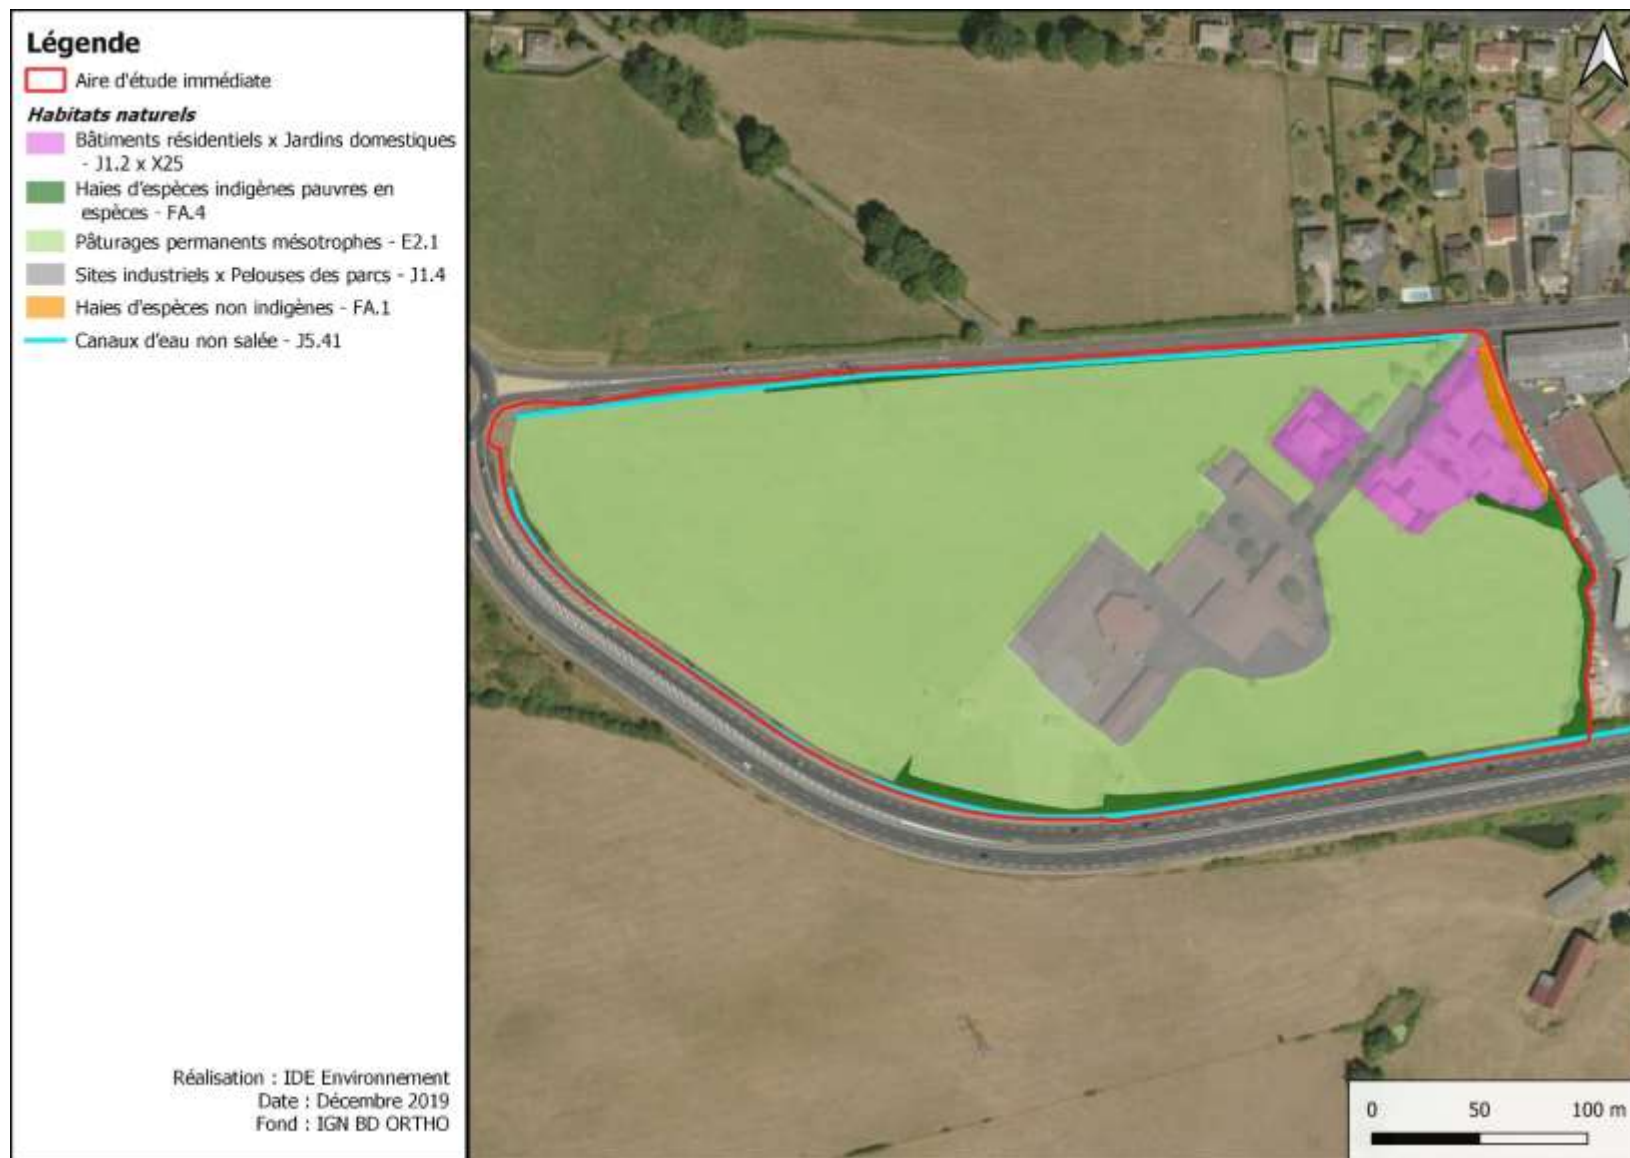 Légende
Aire d'étude immédiate
Habitats naturels
Bâtiments résidentiels x Jardins domestiques
- J1.2 x X25
Haies d'espèces indigènes pauvres en
espèces - FA.4
Pâturages permanents mésotrophes - E2.1
Sites industriels x Pelouses des parcs - J1.4
Haies d'espèces non indigènes - FA.1
Canaux d'eau non salée - J5.41
Réalisation : IDE Environnement
Date : Décembre 2019
Fond : IGN BD ORTHO
0 50 100 m